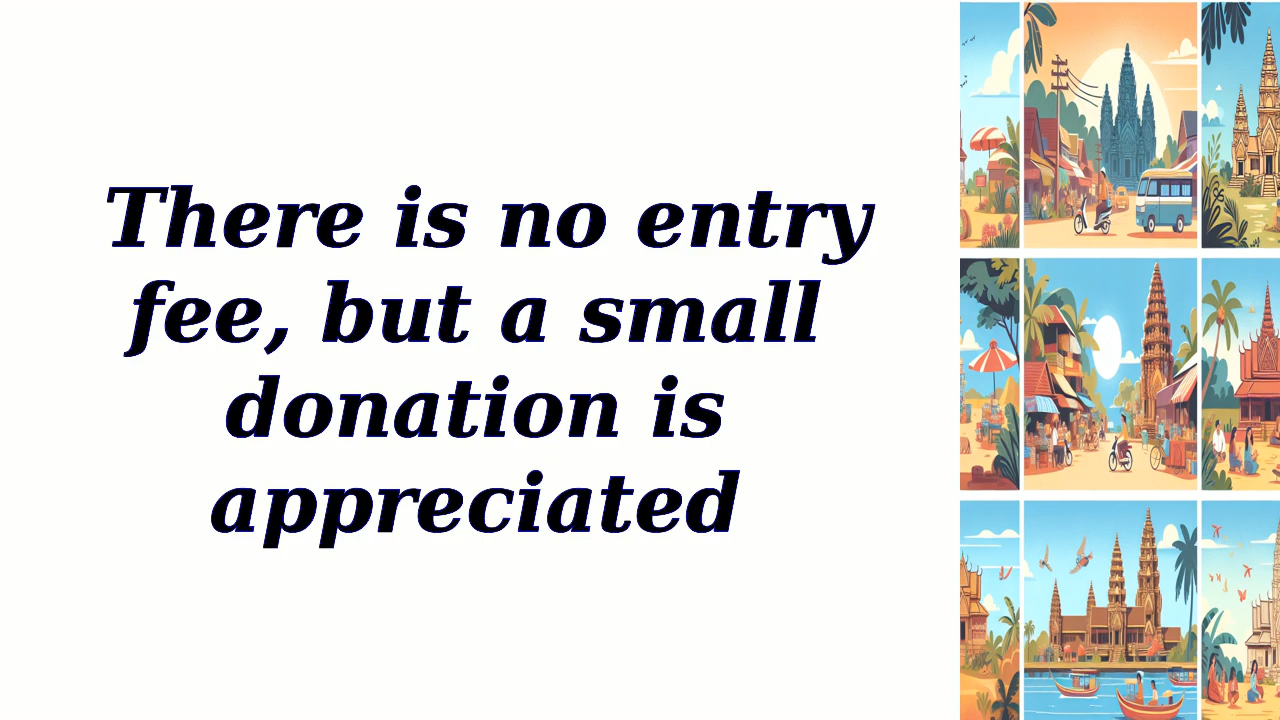 There is no entry
fee, but a small
donation is
appreciated